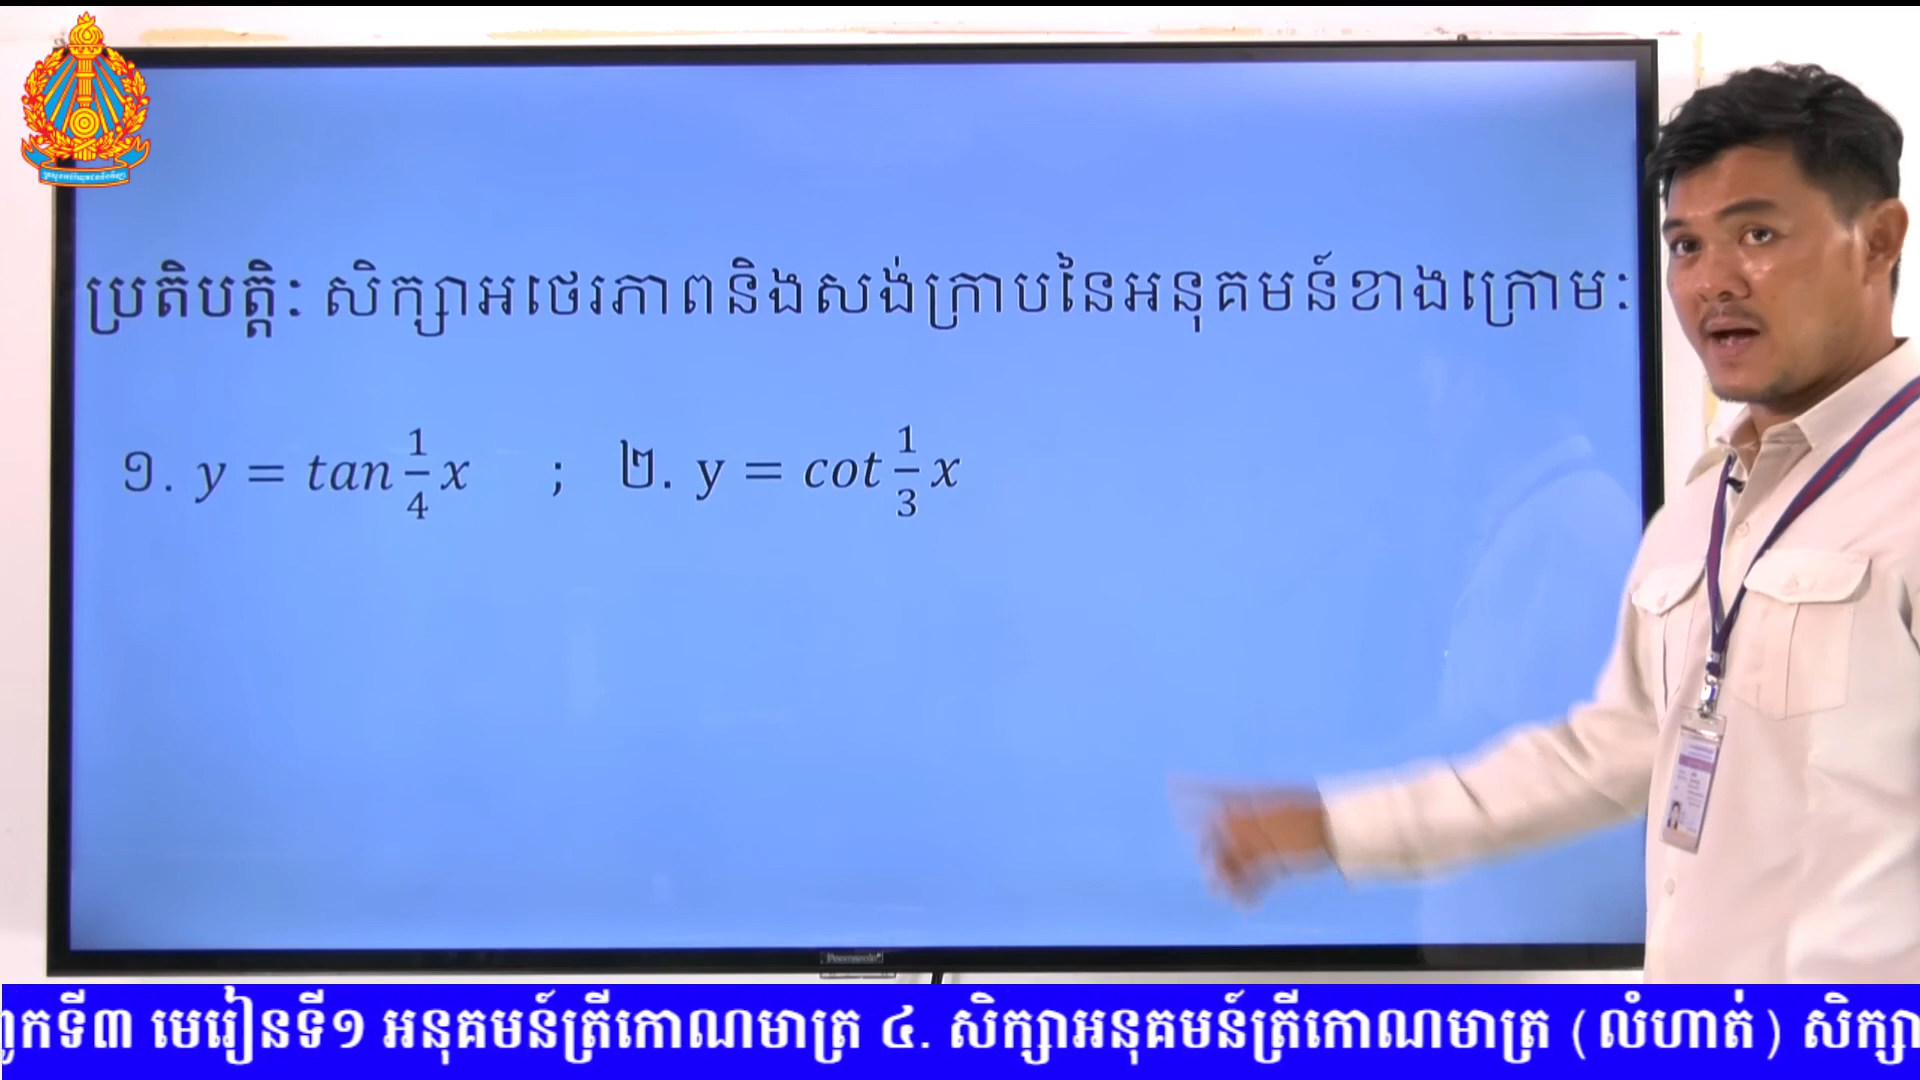 ប្រតិបត្តិៈ សិក្សាអថេរភាពនិងសង់ក្រាបនៃអនុគមន៍ខាងក្រោមៈ
១. y = tan 1/4 x ; ២. y = cot 1/3 x
កទី៣ មេរៀនទី១ អនុគមន៍ត្រីកោណមាត្រ ៤. សិក្សាអនុគមន៍ត្រីកោណមាត្រ (លំហាត់) សិក្សា